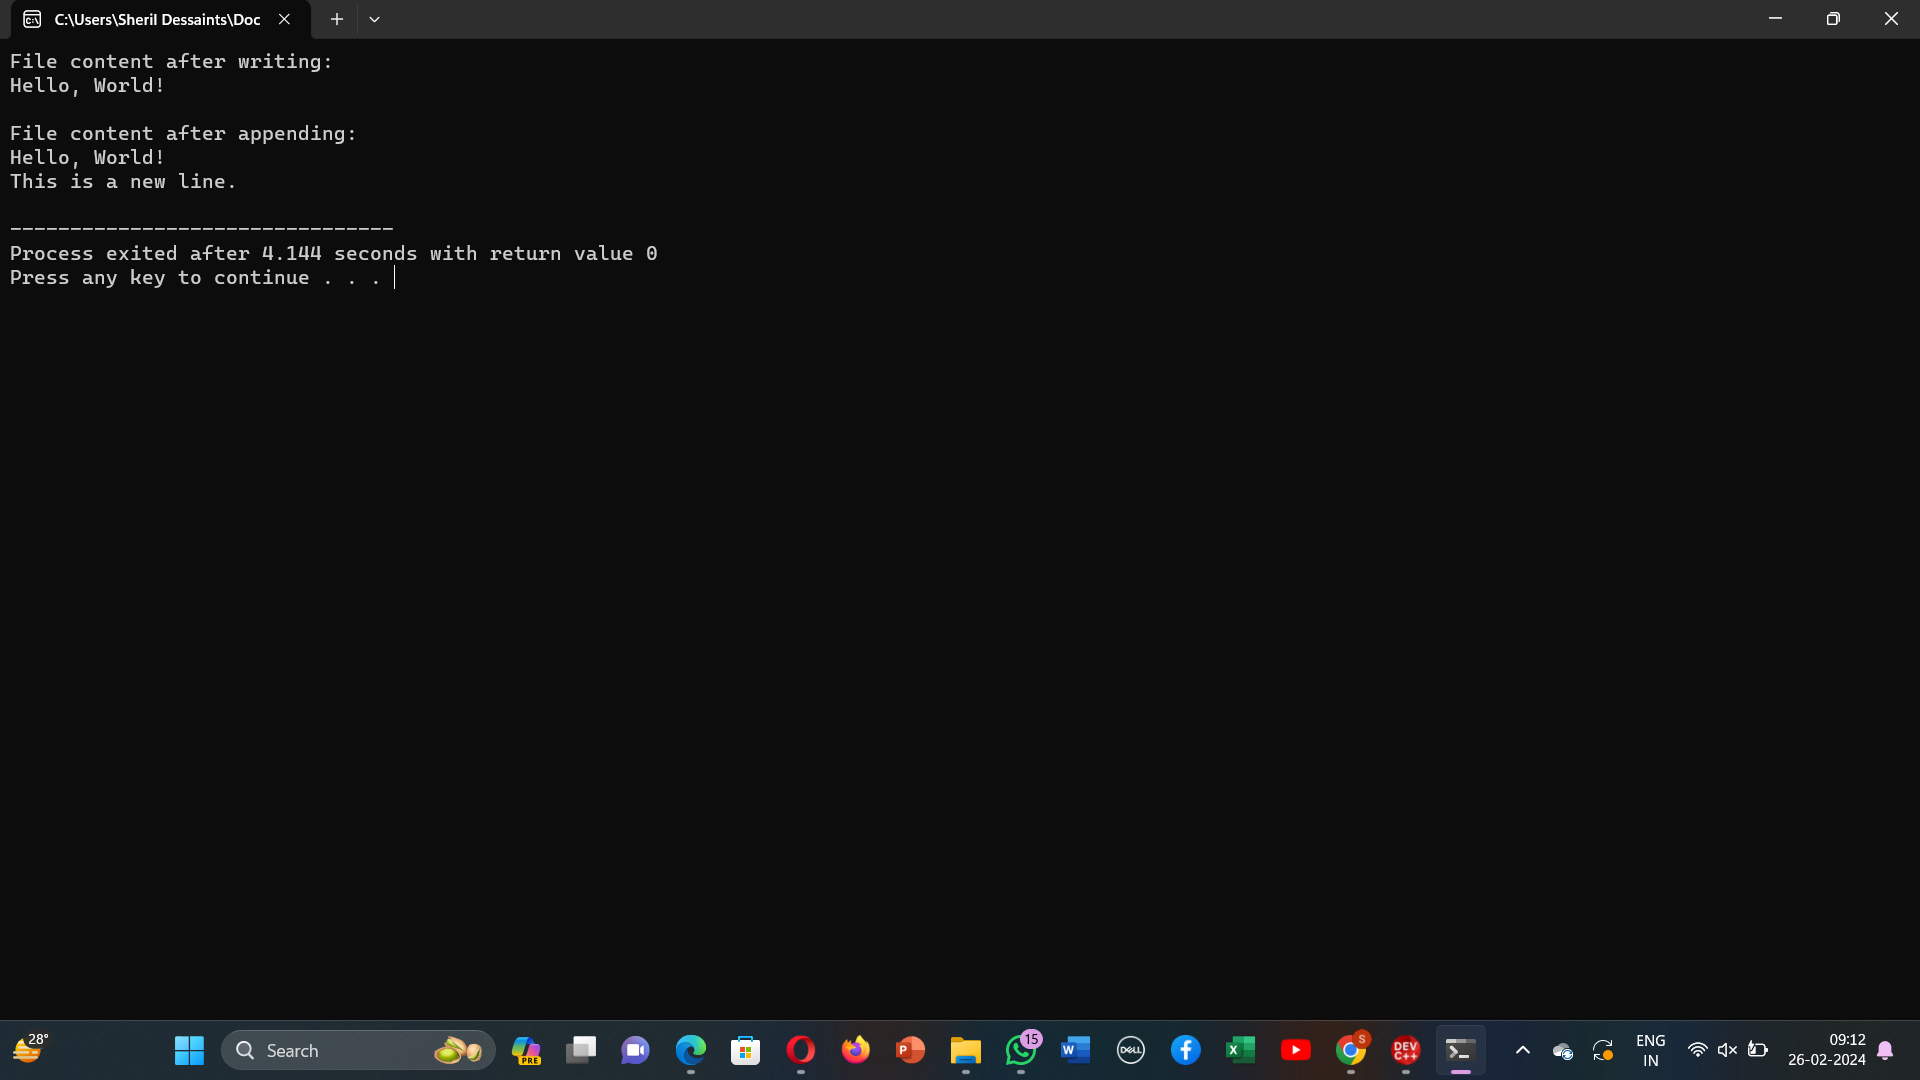 C:\Users\Sheril Dessaints\Doc
File content after writing:
Hello, World!
File content after appending:
Hello, World!
This is a new line.
--------------------------------
Process exited after 4.144 seconds with return value 0
Press any key to continue . . .
28°
Search
PRE
15
W
DELL
P
X
S
DEV
C++
ENG
IN
09:12
26-02-2024